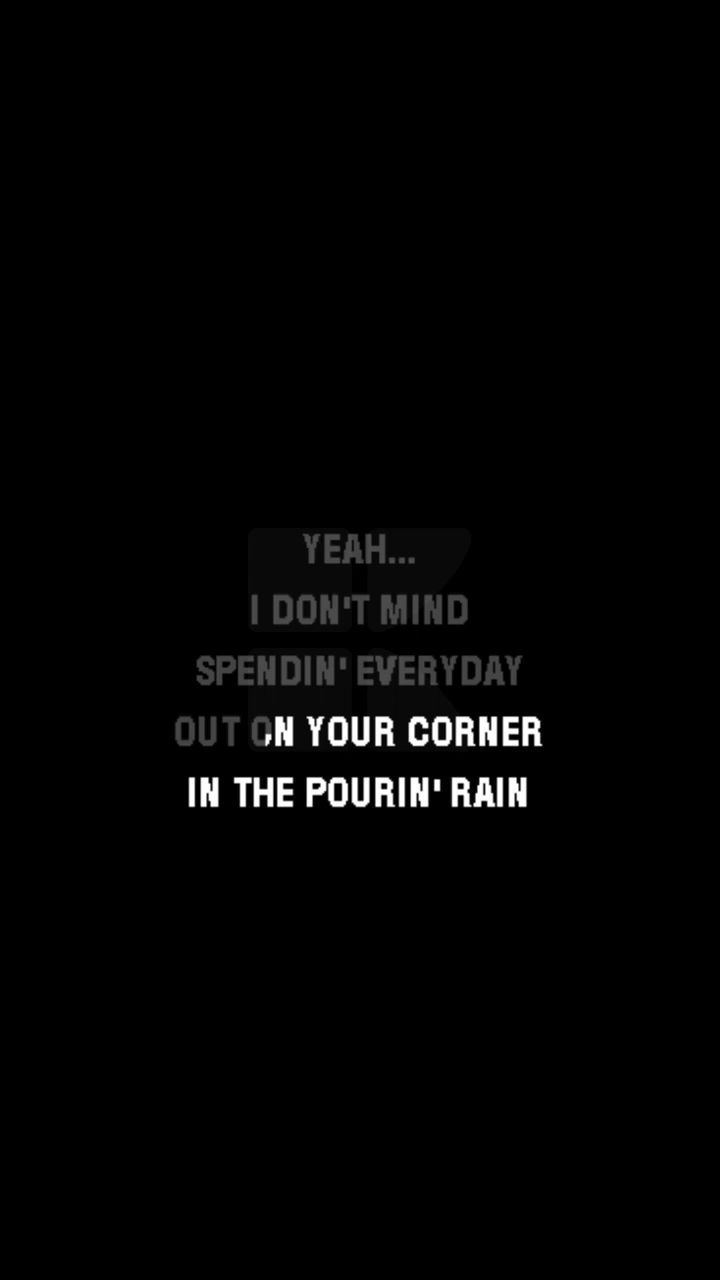 YEAH...
I DON'T MIND
SPENDIN' EVERYDAY
OUT ON YOUR CORNER
IN THE POURIN' RAIN